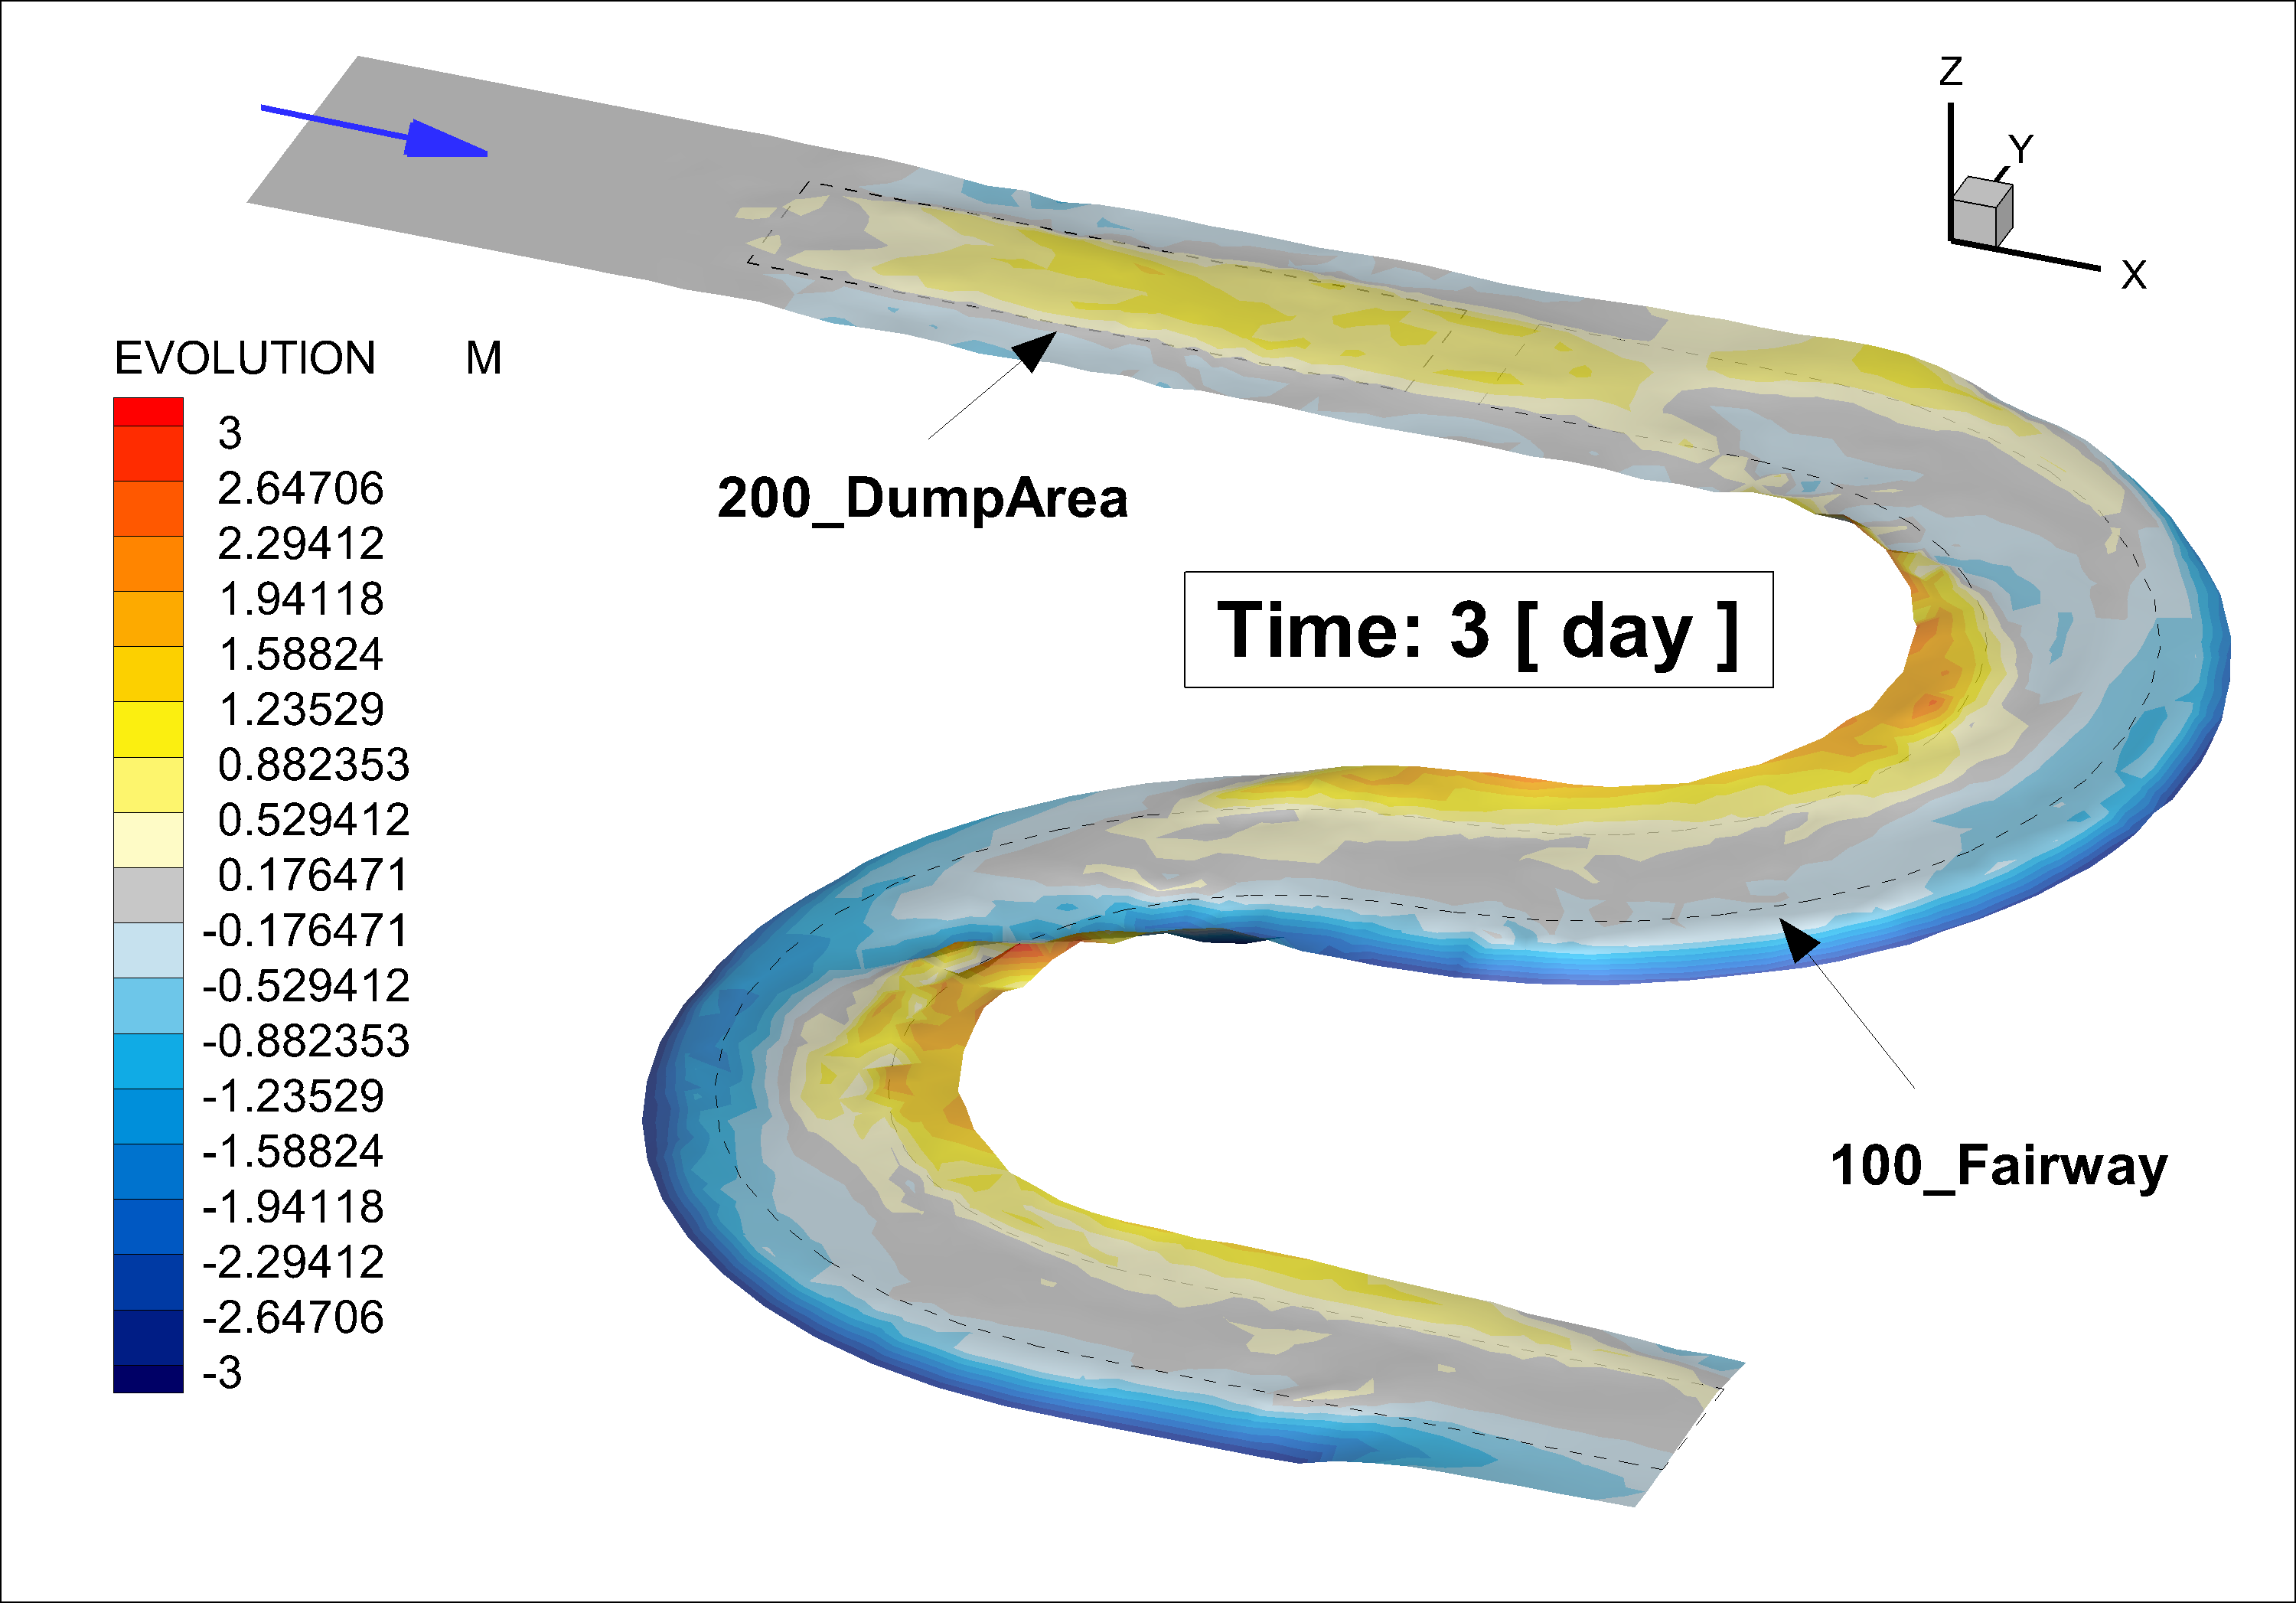 Z
Y
X
EVOLUTION M
3
2.64706
2.29412
1.94118
1.58824
1.23529
0.882353
0.529412
0.176471
-0.176471
-0.529412
-0.882353
-1.23529
-1.58824
-1.94118
-2.29412
-2.64706
-3
200_DumpArea
Time: 3 [ day ]
100_Fairway